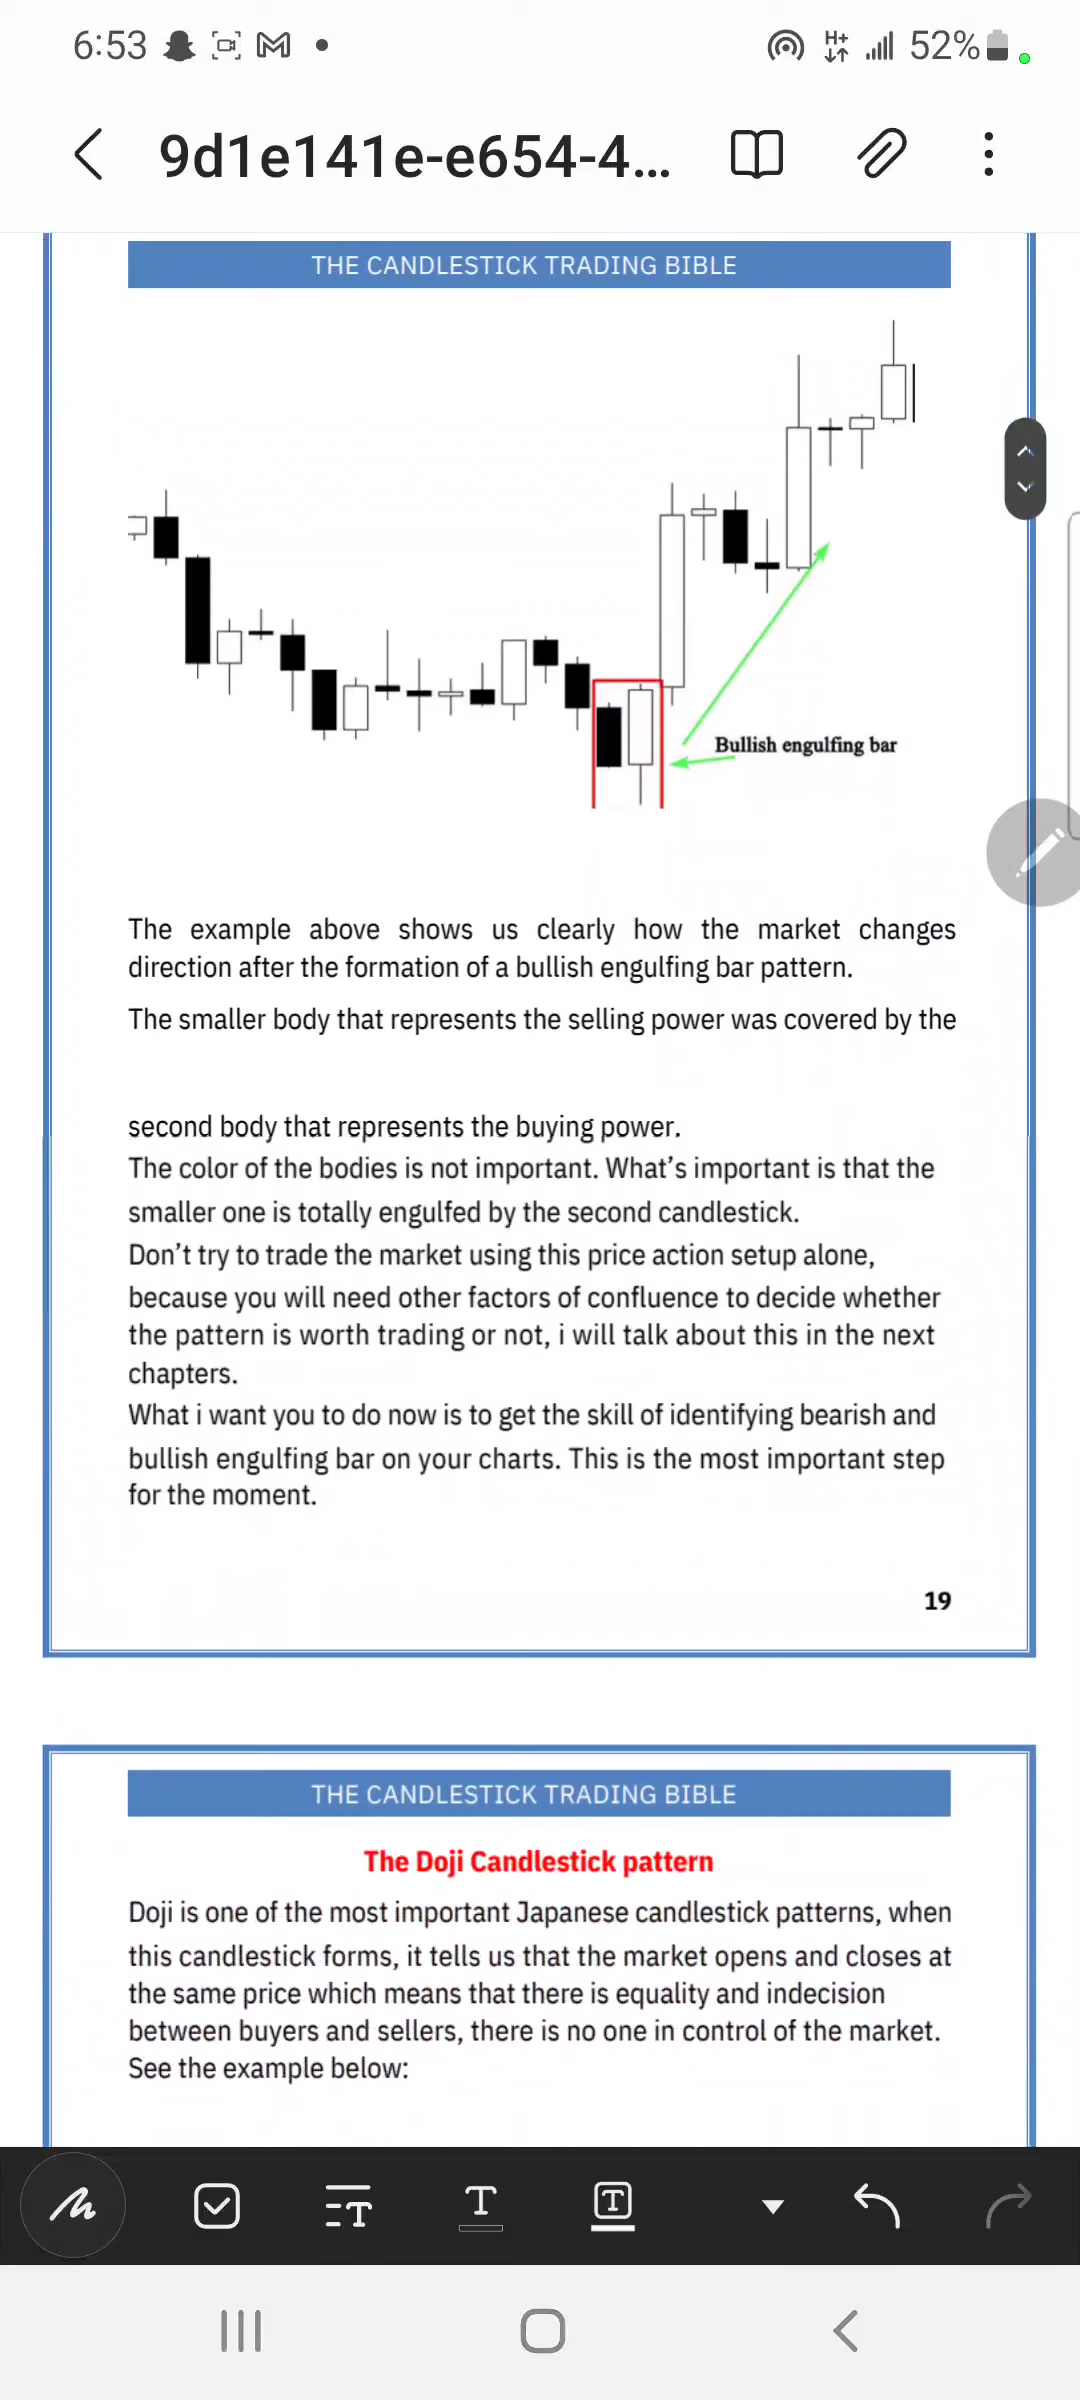 6:53
H+
52%
9d1e141e-e654-4...
THE CANDLESTICK TRADING BIBLE
Bullish engulfing bar
The example above shows us clearly how the market changes
direction after the formation of a bullish engulfing bar pattern.
The smaller body that represents the selling power was covered by the
second body that represents the buying power.
The color of the bodies is not important. What's important is that the
smaller one is totally engulfed by the second candlestick.
Don't try to trade the market using this price action setup alone,
because you will need other factors of confluence to decide whether
the pattern is worth trading or not, i will talk about this in the next
chapters.
What i want you to do now is to get the skill of identifying bearish and
bullish engulfing bar on your charts. This is the most important step
for the moment.
19
THE CANDLESTICK TRADING BIBLE
The Doji Candlestick pattern
Doji is one of the most important Japanese candlestick patterns, when
this candlestick forms, it tells us that the market opens and closes at
the same price which means that there is equality and indecision
between buyers and sellers, there is no one in control of the market.
See the example below: